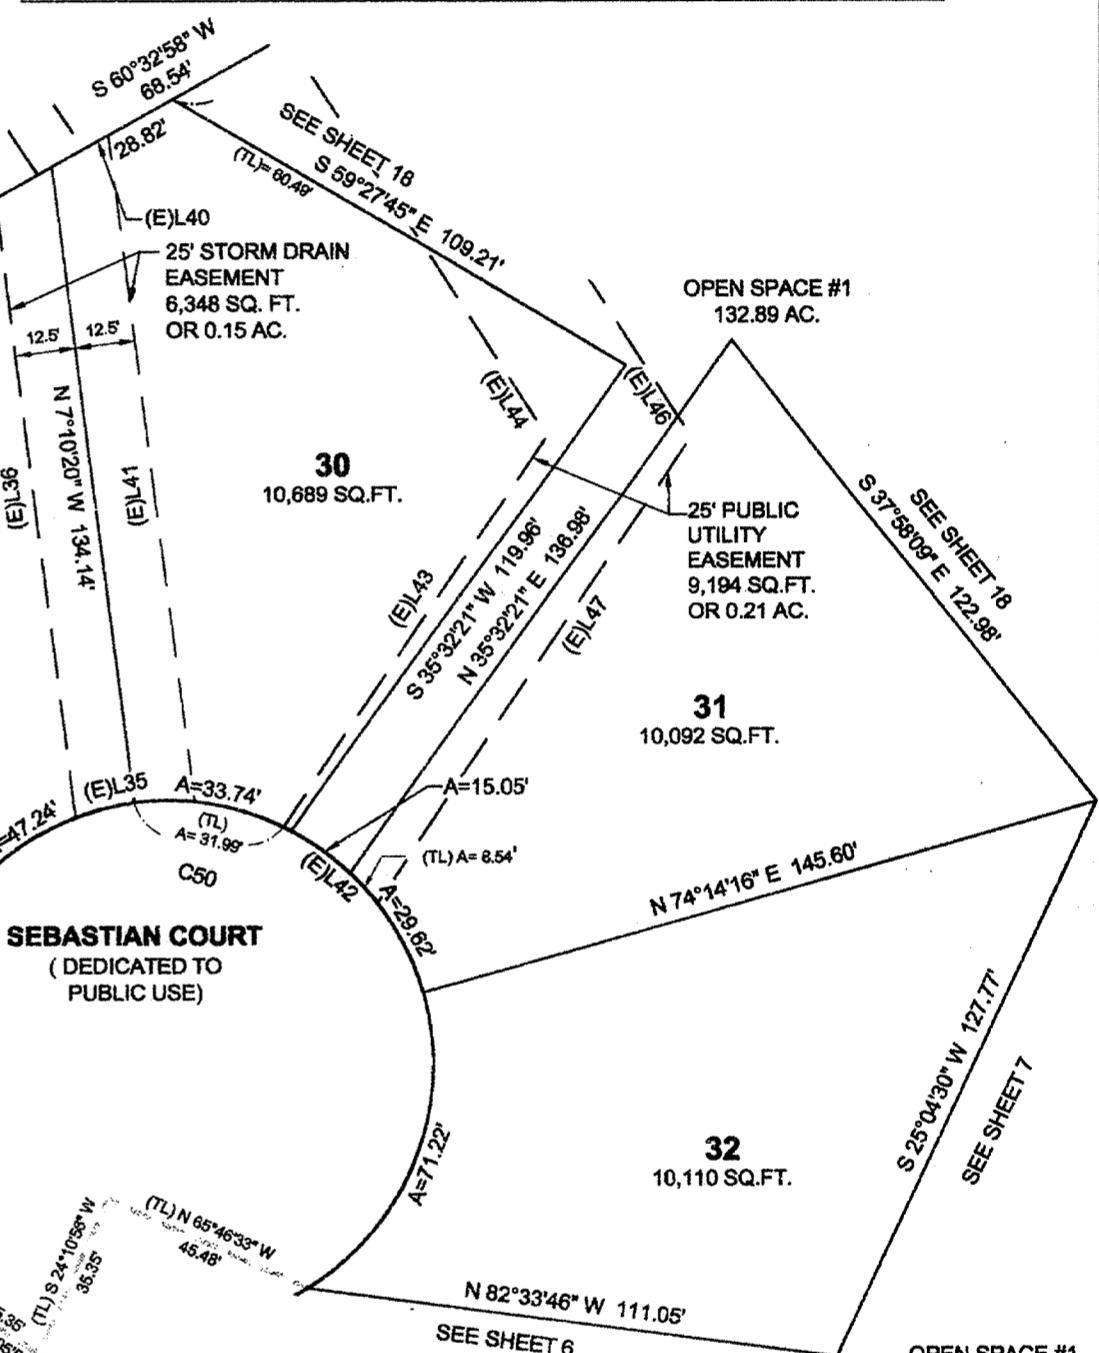 S 60°32'58" W
68.54'
28.82'
SEE SHEET 18
(TL)= 60.49'
S 59°27'45" E 109.21'
(E)L40
25' STORM DRAIN
EASEMENT
6,348 SQ. FT.
OR 0.15 AC.
12.5'
12.5'
OPEN SPACE #1
132.89 AC.
(E)L36
N 7°10'20" W 134.14'
(E)L41
30
10,689 SQ.FT.
(E)L44
(E)L46
25' PUBLIC
UTILITY
EASEMENT
9,194 SQ.FT.
OR 0.21 AC.
SEE SHEET 18
S 37°58'09" E 122.98'
(E)L43
S 35°32'21" W 119.96'
N 35°32'21" E 136.98'
(E)L47
31
10,092 SQ.FT.
(E)L35
A=33.74'
(TL)
A= 31.99'
A=15.05'
=47.24'
C50
(E)L42
(TL) A= 8.54'
A=29.62'
N 74°14'16" E 145.60'
SEBASTIAN COURT
( DEDICATED TO
PUBLIC USE)
S 25°04'30" W 127.77'
SEE SHEET 7
A=71.22'
32
10,110 SQ.FT.
(TL) S 24°10'56" W
35.35'
(TL) N 65°46'33" W
45.48'
N 82°33'46" W 111.05'
SEE SHEET 6
OPEN SPACE #1